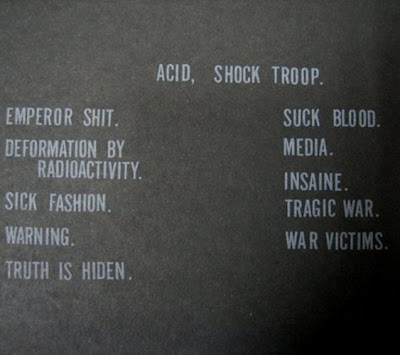 ACID, SHOCK TROOP.
EMPEROR SHIT.
DEFORMATION BY
RADIOACTIVITY.
SICK FASHION.
WARNING.
TRUTH IS HIDEN.
SUCK BLOOD.
MEDIA.
INSAINE.
TRAGIC WAR.
WAR VICTIMS.